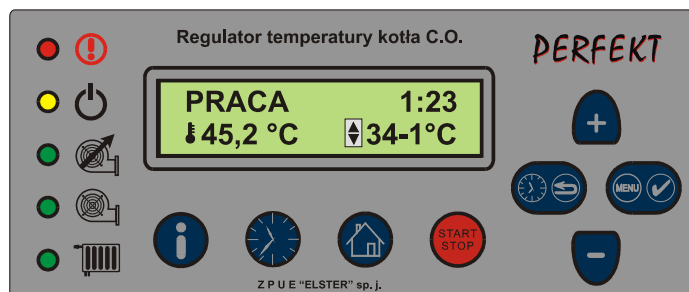 Regulator temperatury kotła C.O.
PERFEKT
PRACA 1:23
45,2 °C 34-1°C
MENU
START
STOP
Z P U E "ELSTER" sp. j.